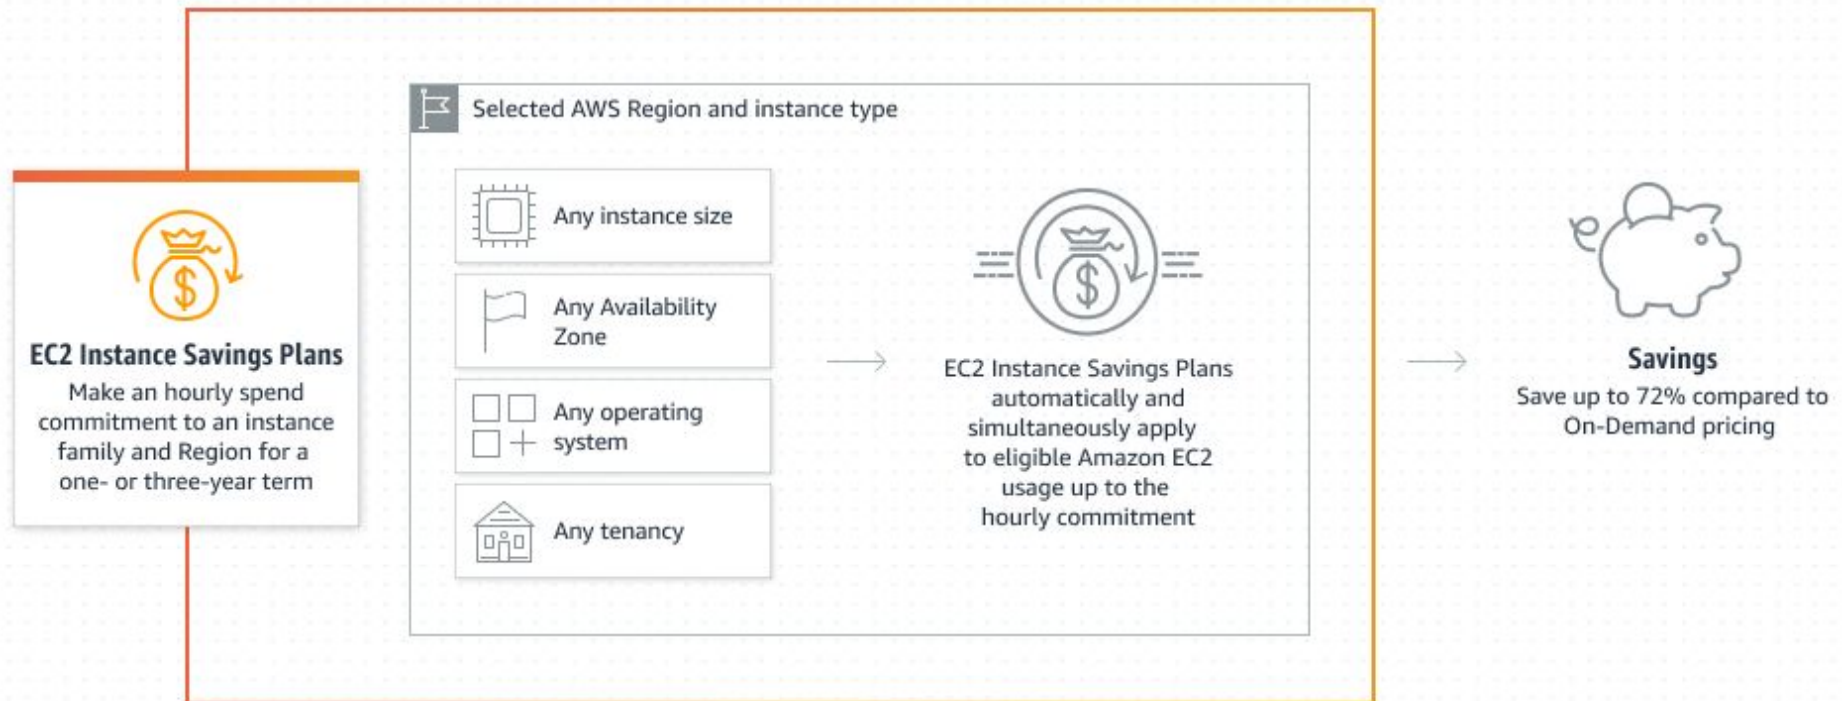 EC2 Instance Savings Plans
Make an hourly spend
commitment to an instance
family and Region for a
one- or three-year term
Selected AWS Region and instance type
Any instance size
Any Availability
Zone
Any operating
system
Any tenancy
$
EC2 Instance Savings Plans
automatically and
simultaneously apply
to eligible Amazon EC2
usage up to the
hourly commitment
$
Savings
Save up to 72% compared to
On-Demand pricing